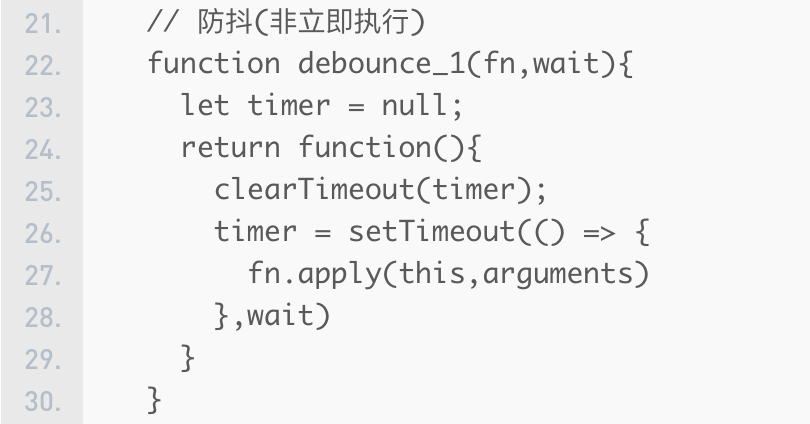 21. // 防抖(非立即执行)
22. function debounce_1(fn,wait){
23. let timer = null;
24. return function(){
25. clearTimeout(timer);
26. timer = setTimeout(() => {
27. fn.apply(this,arguments)
28. },wait)
29. }
30. }